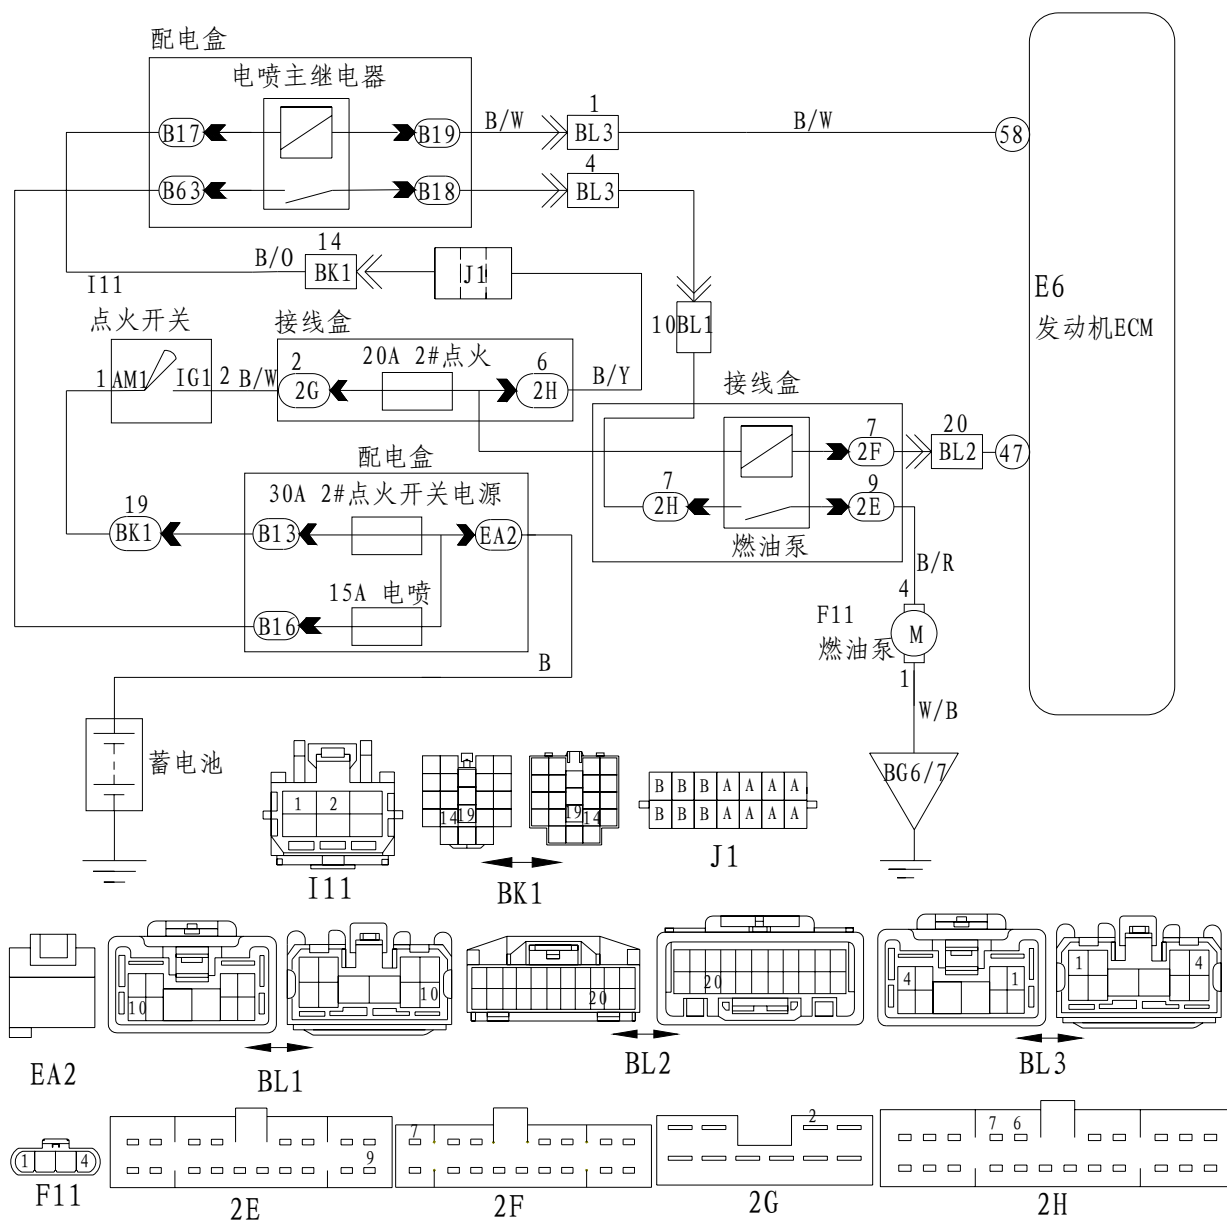 配电盒
电喷主继电器
B17
B19
B/W
1
BL3
B/W
58
B63
B18
4
BL3
B/O
14
BK1
J1
I11
点火开关
1
AM1
IG1
2
B/W
接线盒
2
2G
20A 2#点火
6
2H
B/Y
10
BL1
E6
发动机ECM
接线盒
7
2F
20
BL2
47
7
2H
9
2E
燃油泵
配电盒
30A 2#点火开关电源
19
BK1
B13
EA2
15A 电喷
B16
B
B/R
4
F11
燃油泵
M
1
W/B
BG6/7
蓄电池
1 2
I11
14 19
19 14
BK1
B B B A A A A
B B B A A A A
J1
EA2
10
10
BL1
20
20
BL2
4 1
1 4
BL3
1 4
F11
9
2E
7
2F
2
2G
7 6
2H